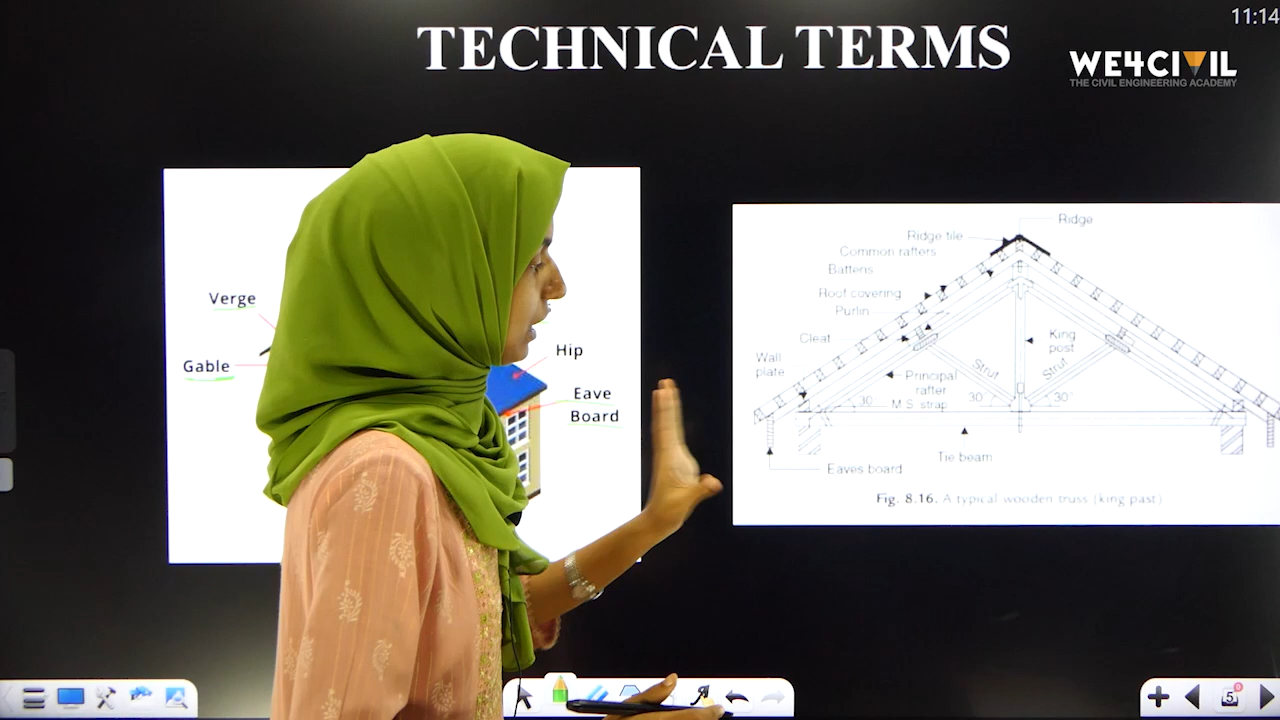 TECHNICAL TERMS
11:14
WE4CIVIL
THE CIVIL ENGINEERING ACADEMY
Verge
Gable
Hip
Eave
Board
Ridge
Ridge tile
Common rafters
Battens
Roof covering
Purlin
Cleat
Wall
plate
King
post
Strut
Strut
Principal
rafter
30°
M.S. strap
30°
30°
Tie beam
Eaves board
Fig. 8.16. A typical wooden truss (king past)
5